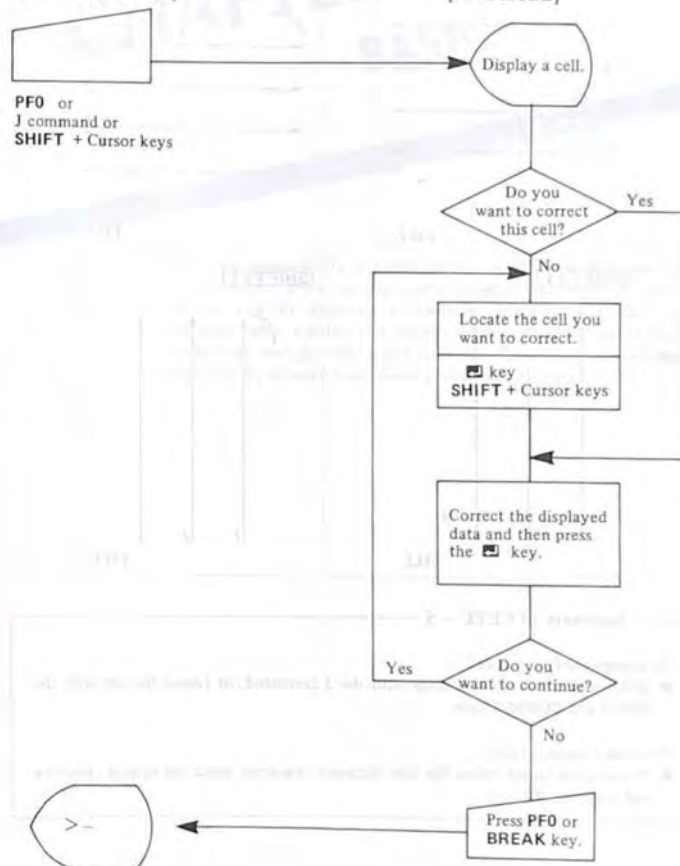 Display a cell.
PF0 or
J command or
SHIFT + Cursor keys
Do you
want to correct
this cell?
Yes
No
Locate the cell you
want to correct.
key
SHIFT + Cursor keys
Correct the displayed
data and then press
the key.
Yes
Do you
want to continue?
No
Press PF0 or
BREAK key.
>–